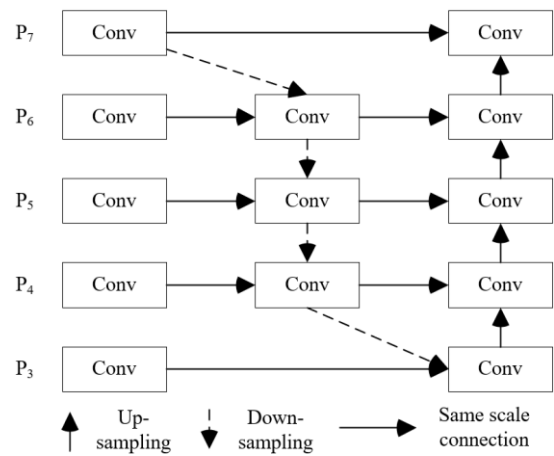 P7 Conv Conv
P6 Conv Conv Conv
P5 Conv Conv Conv
P4 Conv Conv Conv
P3 Conv Conv
Up-
sampling
Down-
sampling
Same scale
connection